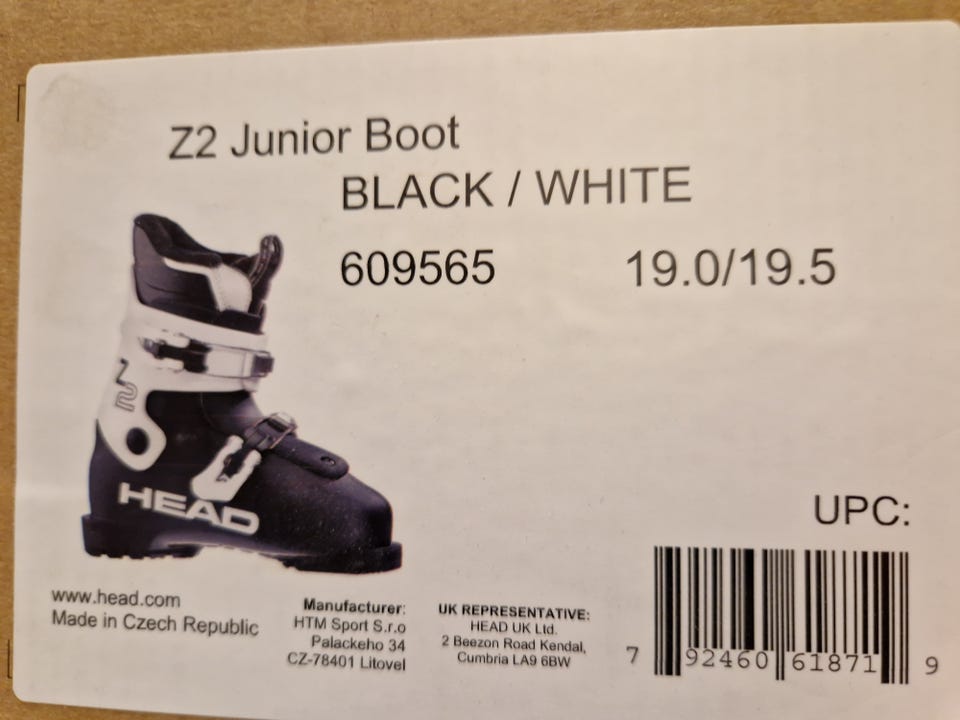 Z2 Junior Boot
BLACK / WHITE
609565 19.0/19.5
Z2
HEAD
UPC:
www.head.com
Made in Czech Republic
Manufacturer:
HTM Sport S.r.o
Palackeho 34
CZ-78401 Litovel
UK REPRESENTATIVE:
HEAD UK Ltd.
2 Beezon Road Kendal,
Cumbria LA9 6BW
7 92460 61871 9